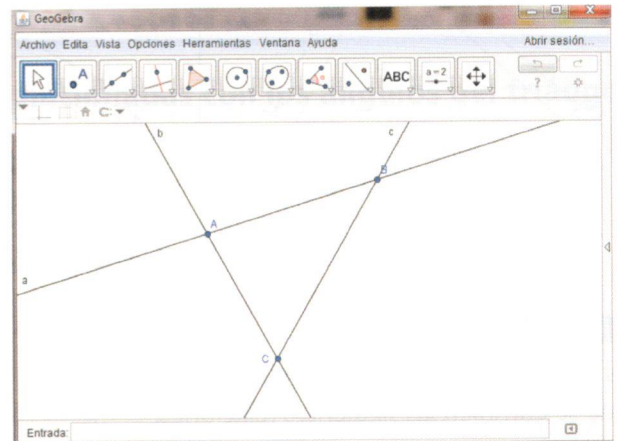 GeoGebra
Archivo Edita Vista Opciones Herramientas Ventana Ayuda
Abrir sesión...
A
ABC
a=2
?
b
c
B
A
a
C
Entrada: